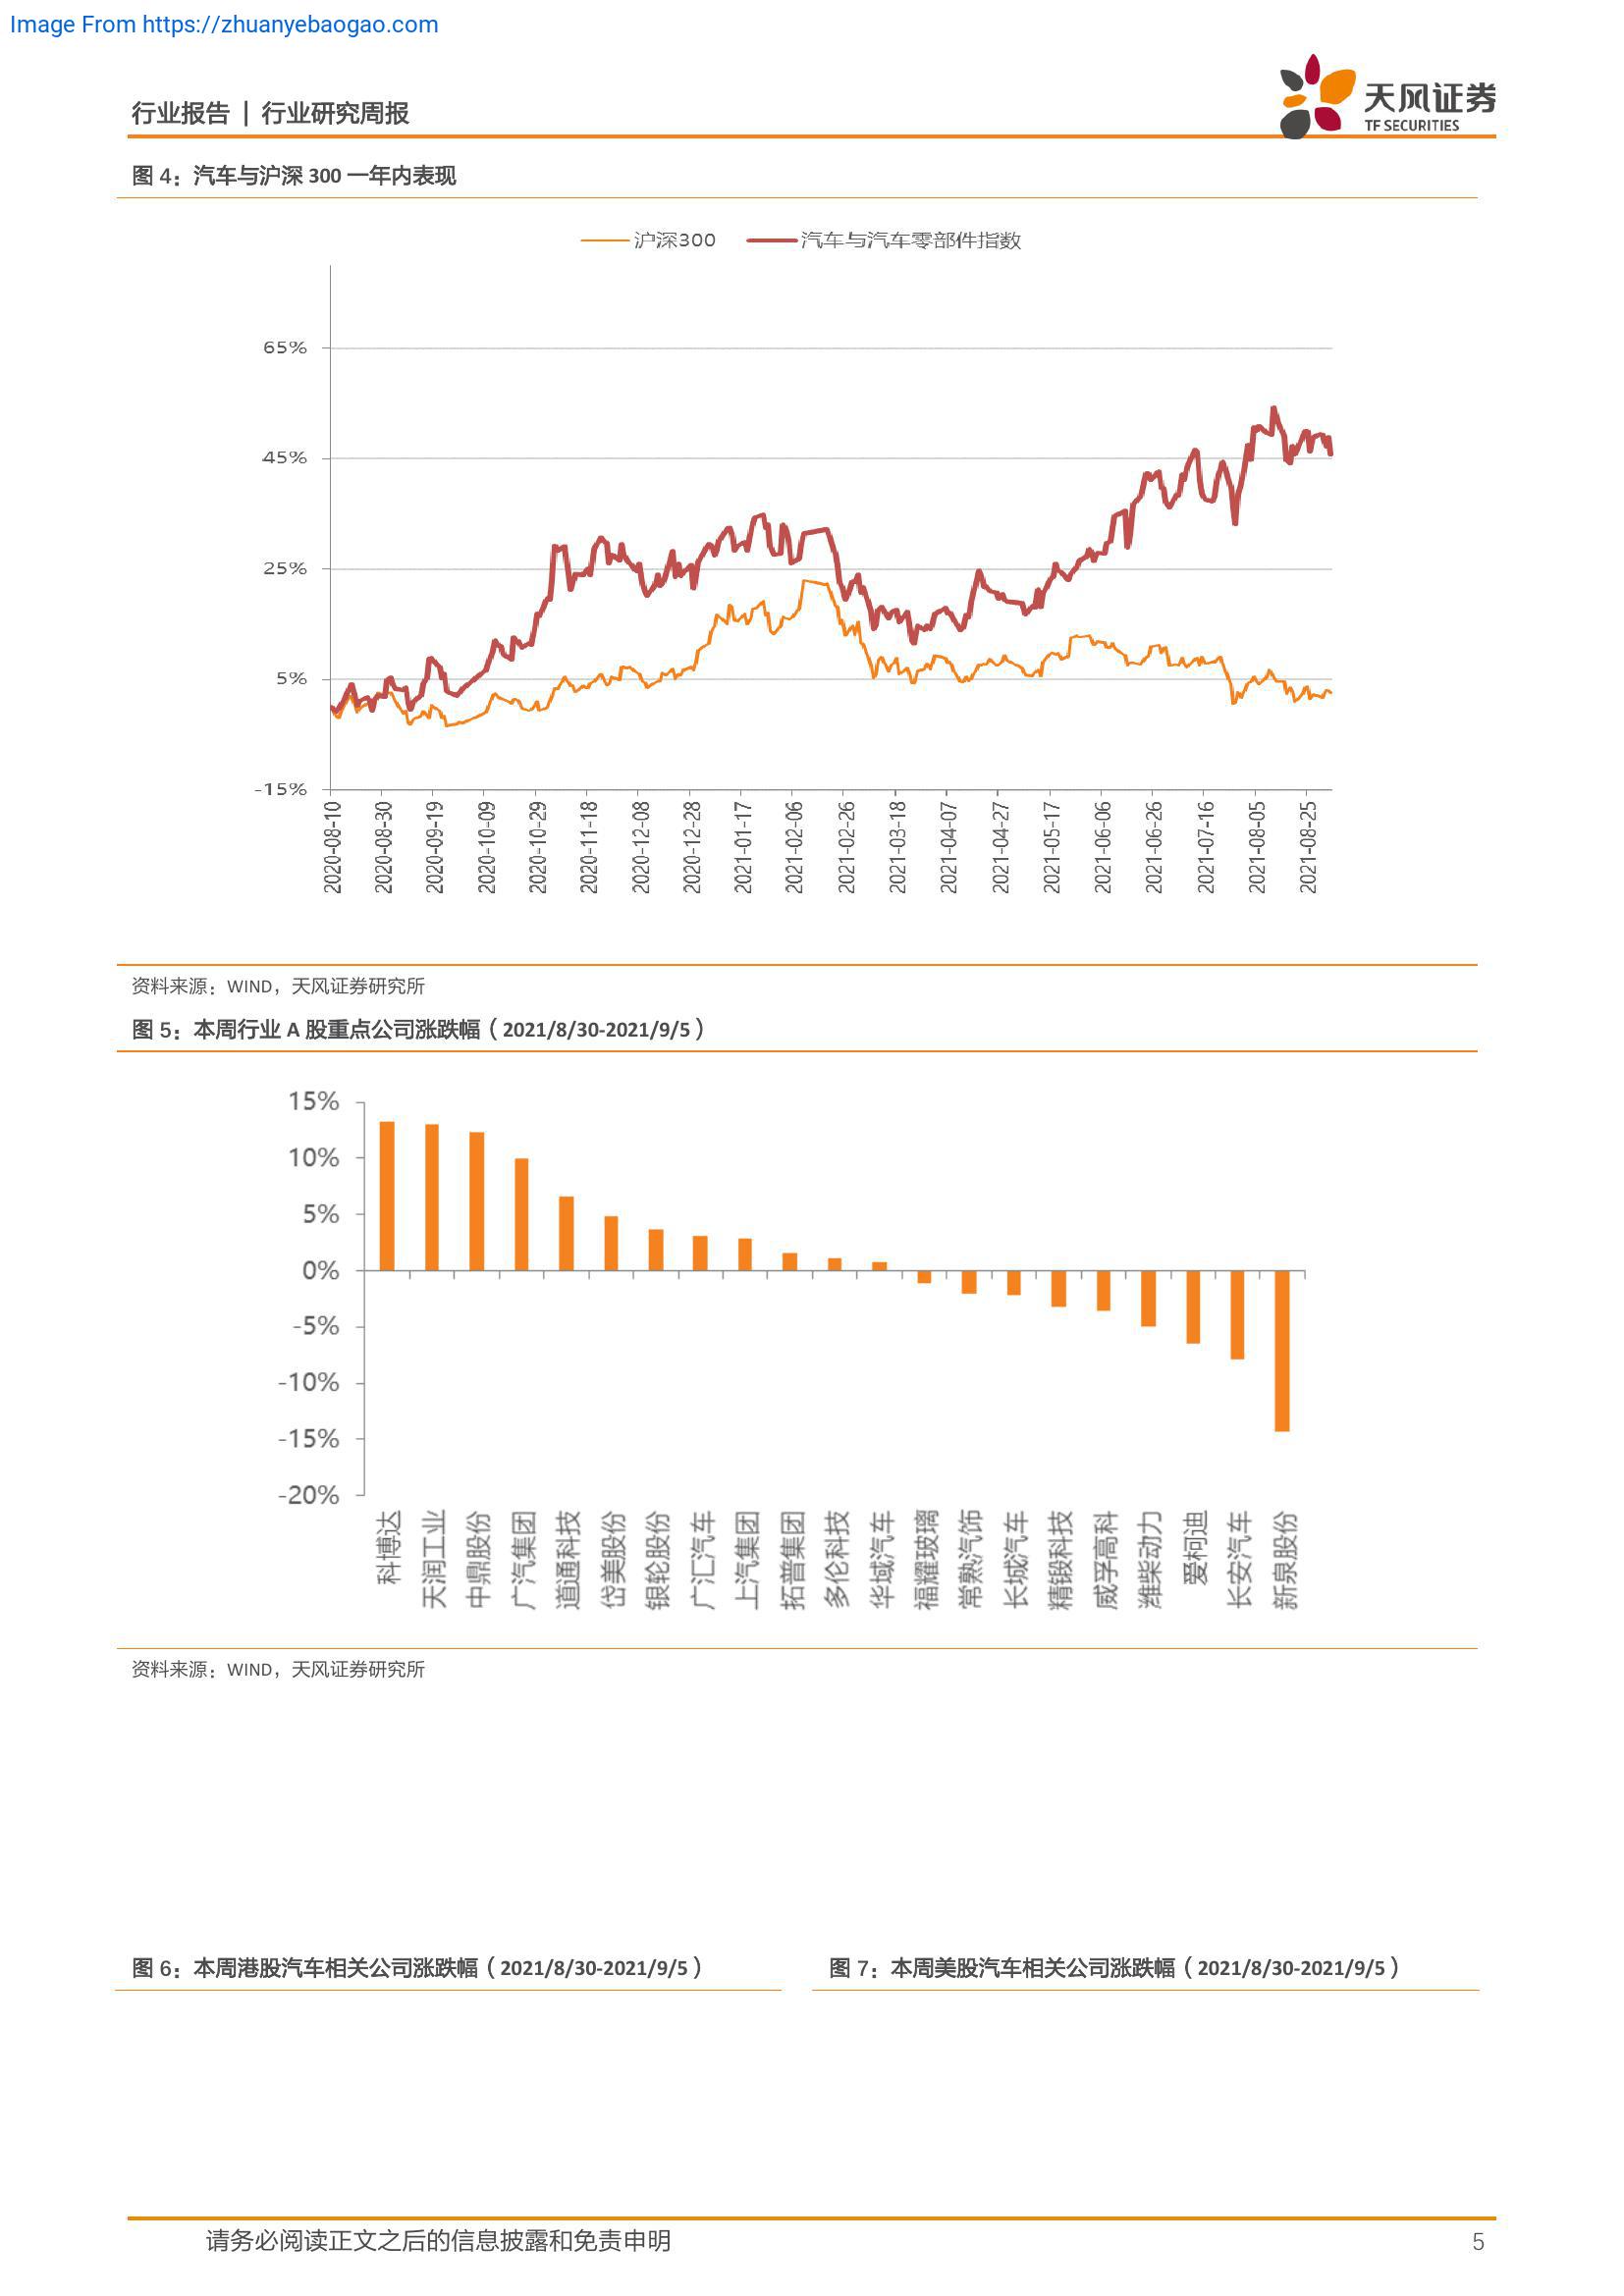 Image From https://zhuanyebaogao.com
行业报告 | 行业研究周报
天风证券
TF SECURITIES
图 4：汽车与沪深 300 一年内表现
沪深300 汽车与汽车零部件指数
65%
45%
25%
5%
-15%
2020-08-10
2020-08-30
2020-09-19
2020-10-09
2020-10-29
2020-11-18
2020-12-08
2020-12-28
2021-01-17
2021-02-06
2021-02-26
2021-03-18
2021-04-07
2021-04-27
2021-05-17
2021-06-06
2021-06-26
2021-07-16
2021-08-05
2021-08-25
资料来源：WIND，天风证券研究所
图 5：本周行业 A 股重点公司涨跌幅（2021/8/30-2021/9/5）
15%
10%
5%
0%
-5%
-10%
-15%
-20%
科博达
天润工业
中鼎股份
广汽集团
道通科技
岱美股份
银轮股份
广汇汽车
上汽集团
拓普集团
多伦科技
华域汽车
福耀玻璃
常熟汽饰
长城汽车
精锻科技
威孚高科
潍柴动力
爱柯迪
长安汽车
新泉股份
资料来源：WIND，天风证券研究所
图 6：本周港股汽车相关公司涨跌幅（2021/8/30-2021/9/5）
图 7：本周美股汽车相关公司涨跌幅（2021/8/30-2021/9/5）
请务必阅读正文之后的信息披露和免责申明
5